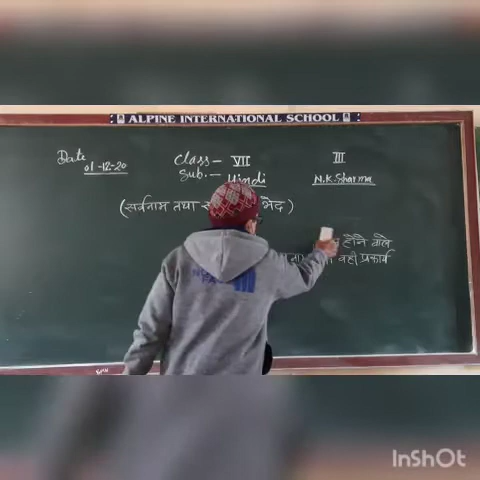 ALPINE INTERNATIONAL SCHOOL
Date 01-12-20
Class- VII III
Sub.- Hindi N.K.Sharma
(सर्वनाम तथा भेद)
होने वाले
वही प्रकार्य
InShOt